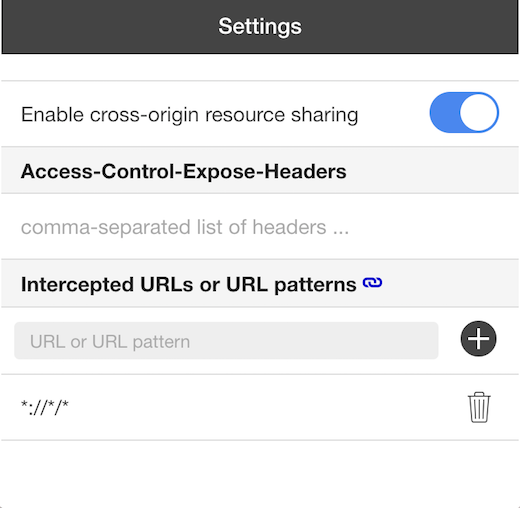 Settings
Enable cross-origin resource sharing
Access-Control-Expose-Headers
comma-separated list of headers ...
Intercepted URLs or URL patterns
URL or URL pattern
*://*/*